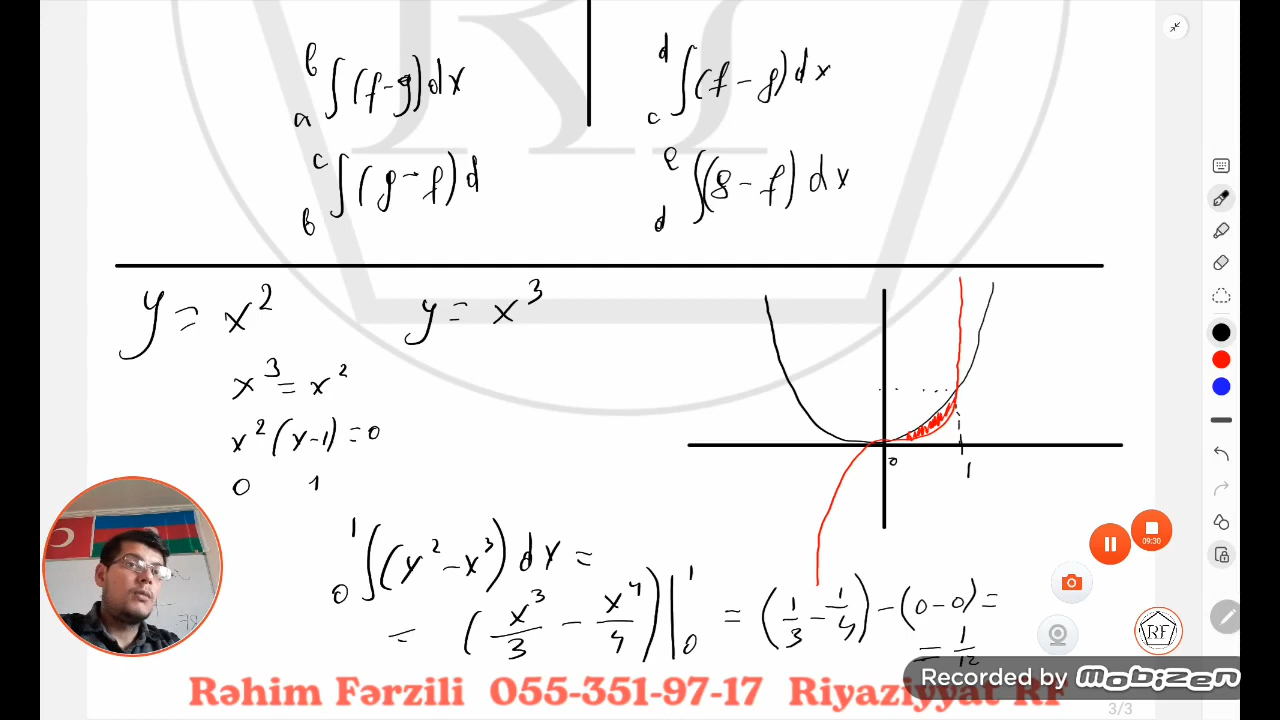 b∫a (f-g)dx
d∫c (f-g)dx
c∫b (g-f)d
e∫d (g-f)dx
y = x²
y = x³
x³ = x²
x²(x-1)=0
0 1
0
1
1∫0 (x²-x³)dx =
= (x³/3 - x⁴/4)|1 0 = (1/3 - 1/4) - (0-0) =
= 1/12
09:30
RF
Rəhim Fərzili 055-351-97-17 Riyaziyyat RF
Recorded by mobizen
3/3